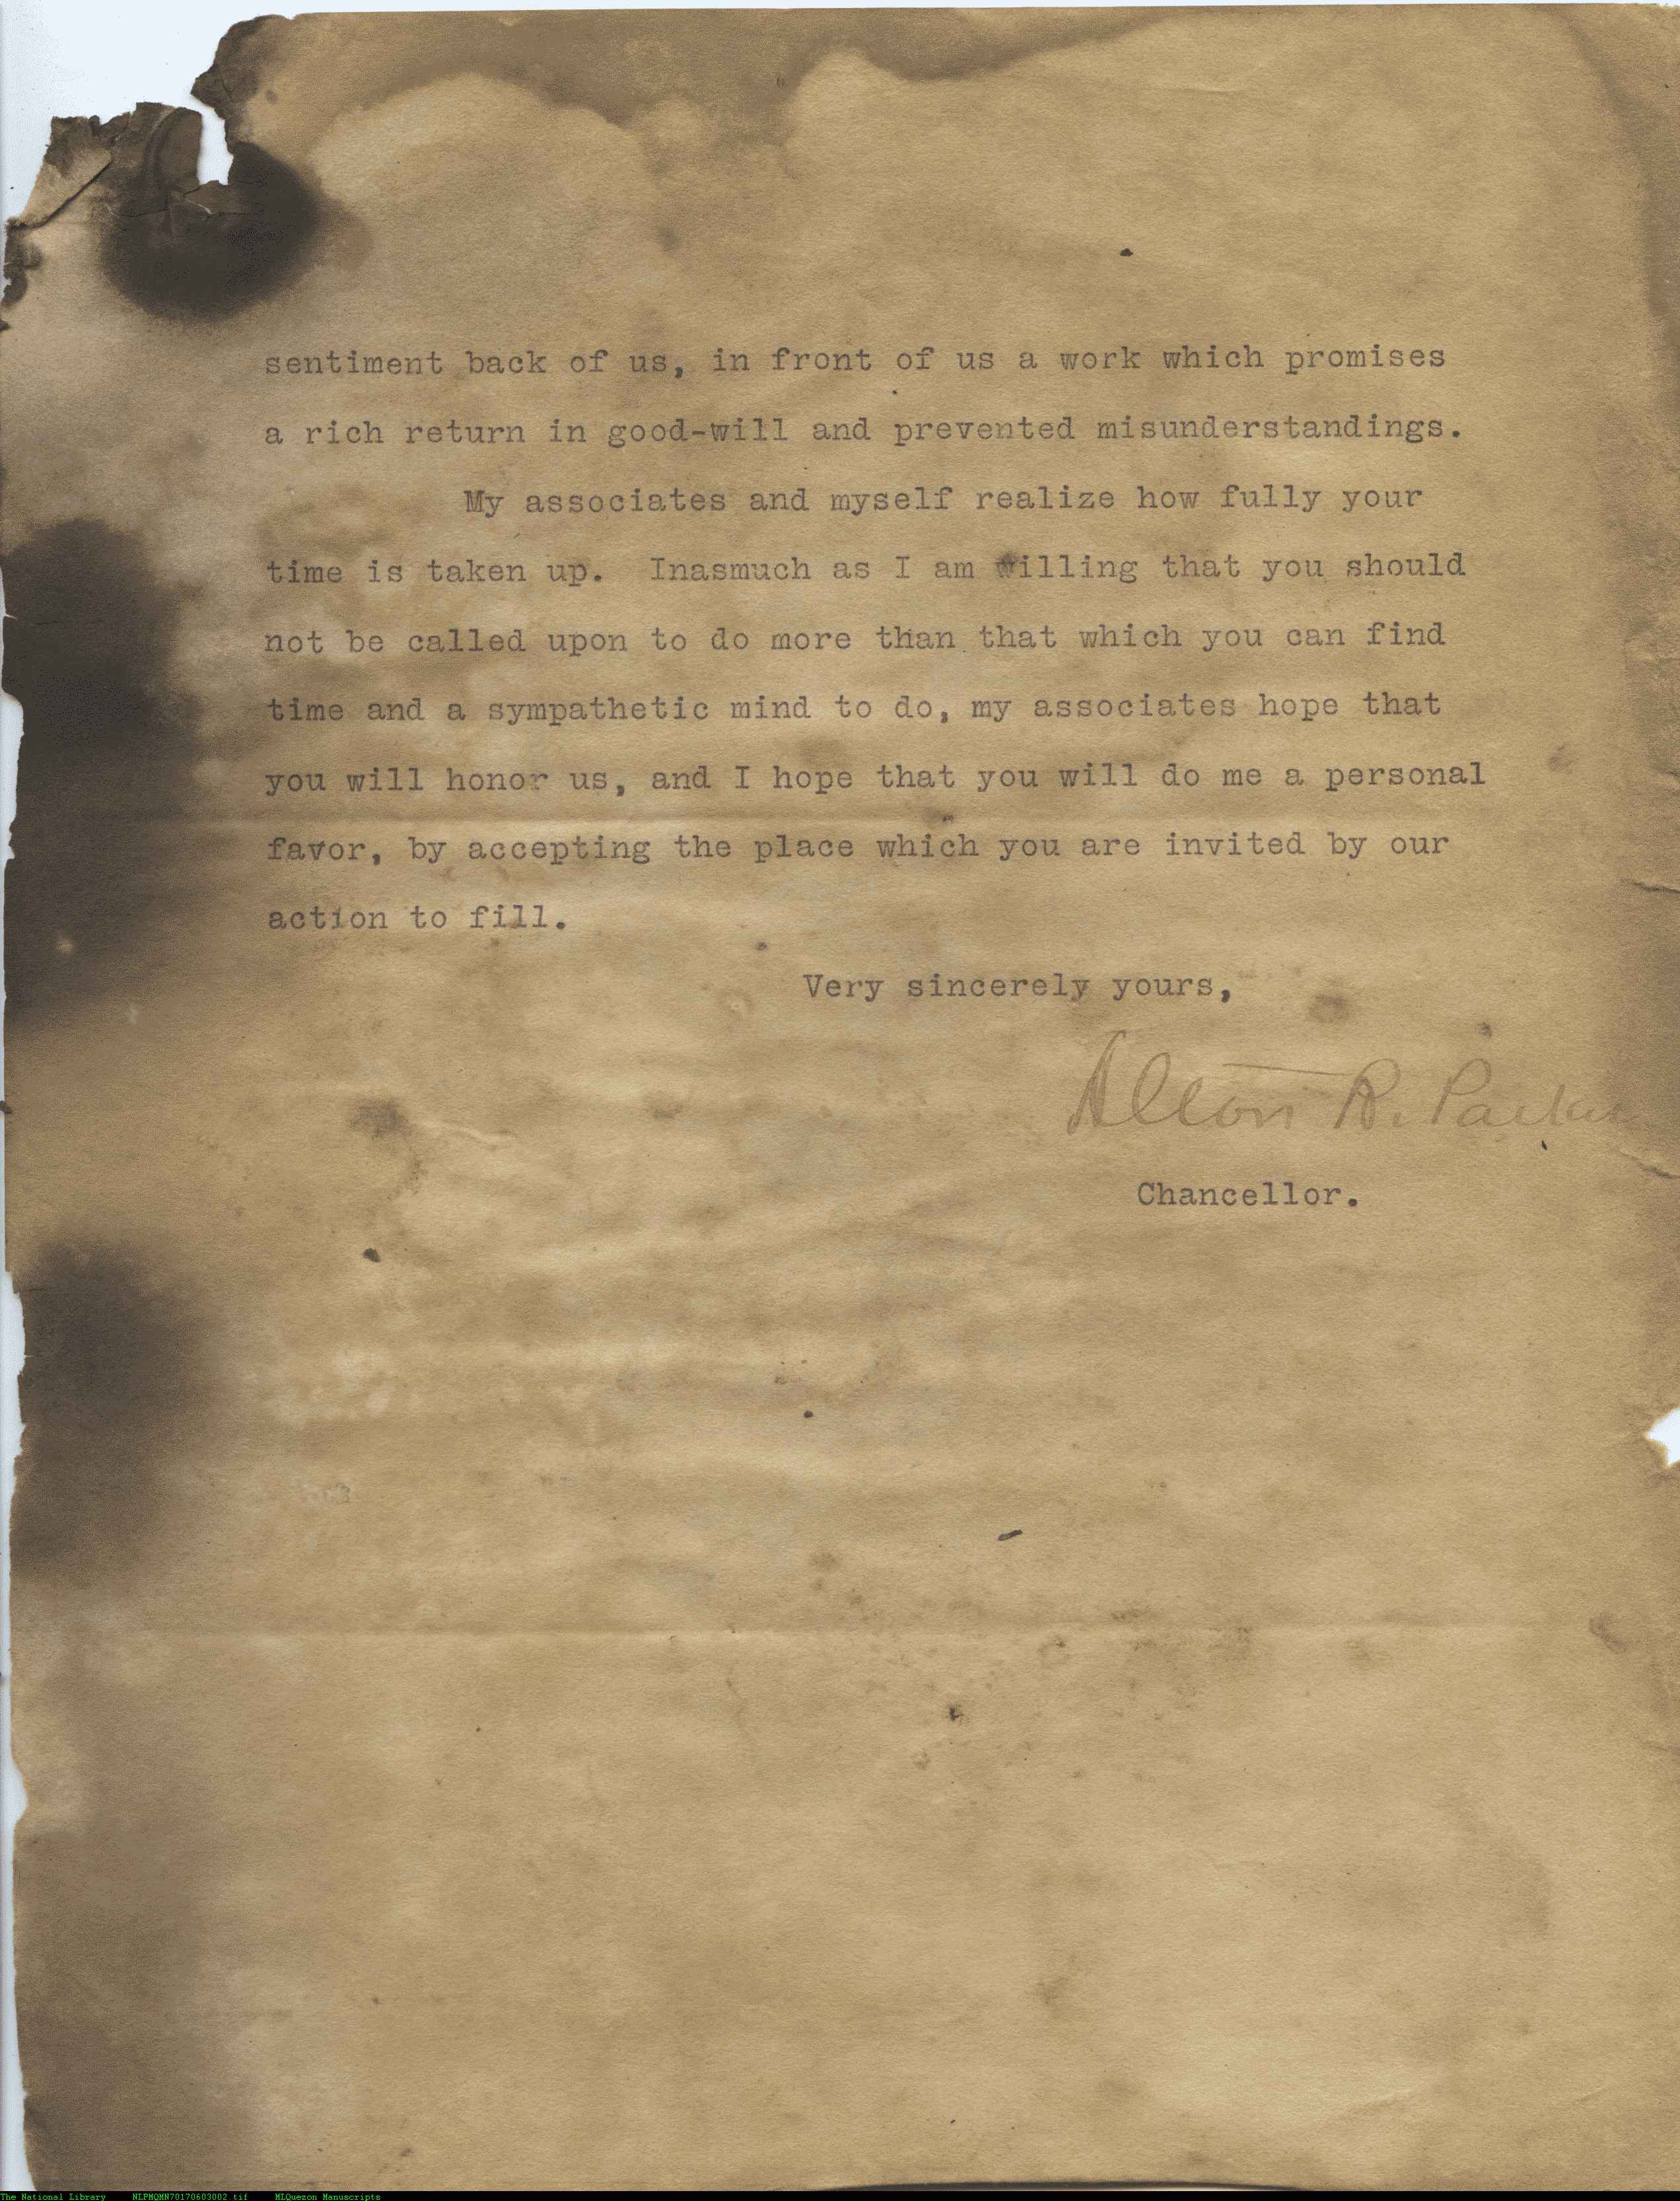 sentiment back of us, in front of us a work which promises
a rich return in good-will and prevented misunderstandings.
My associates and myself realize how fully your
time is taken up. Inasmuch as I am willing that you should
not be called upon to do more than that which you can find
time and a sympathetic mind to do, my associates hope that
you will honor us, and I hope that you will do me a personal
favor, by accepting the place which you are invited by our
action to fill.
Very sincerely yours,
Alton B. Parker
Chancellor.
The National Library NLPMQMN70170603002.tif MLQuezon Manuscripts